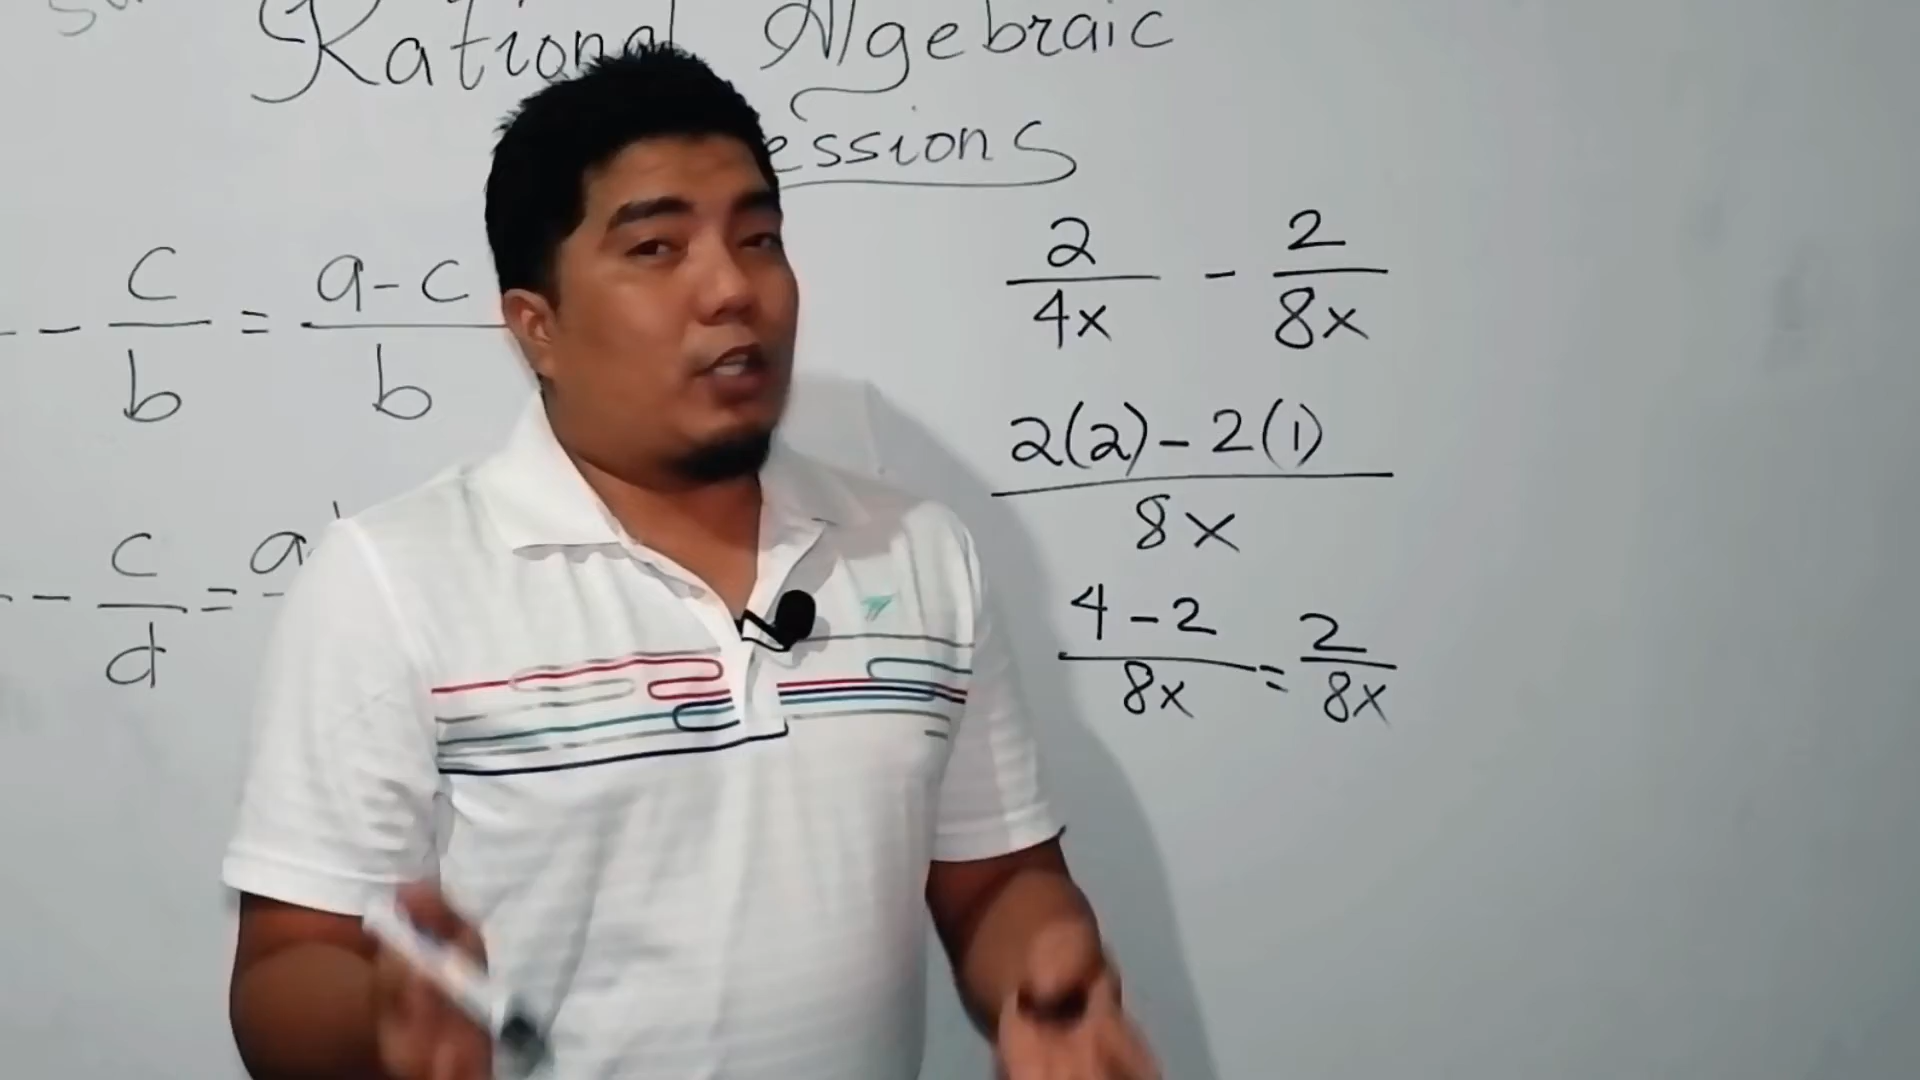 Rational Algebraic
essions
- c/b = a-c/b
- c/d = a
2/4x - 2/8x
2(2)-2(1)/8x
4-2/8x = 2/8x